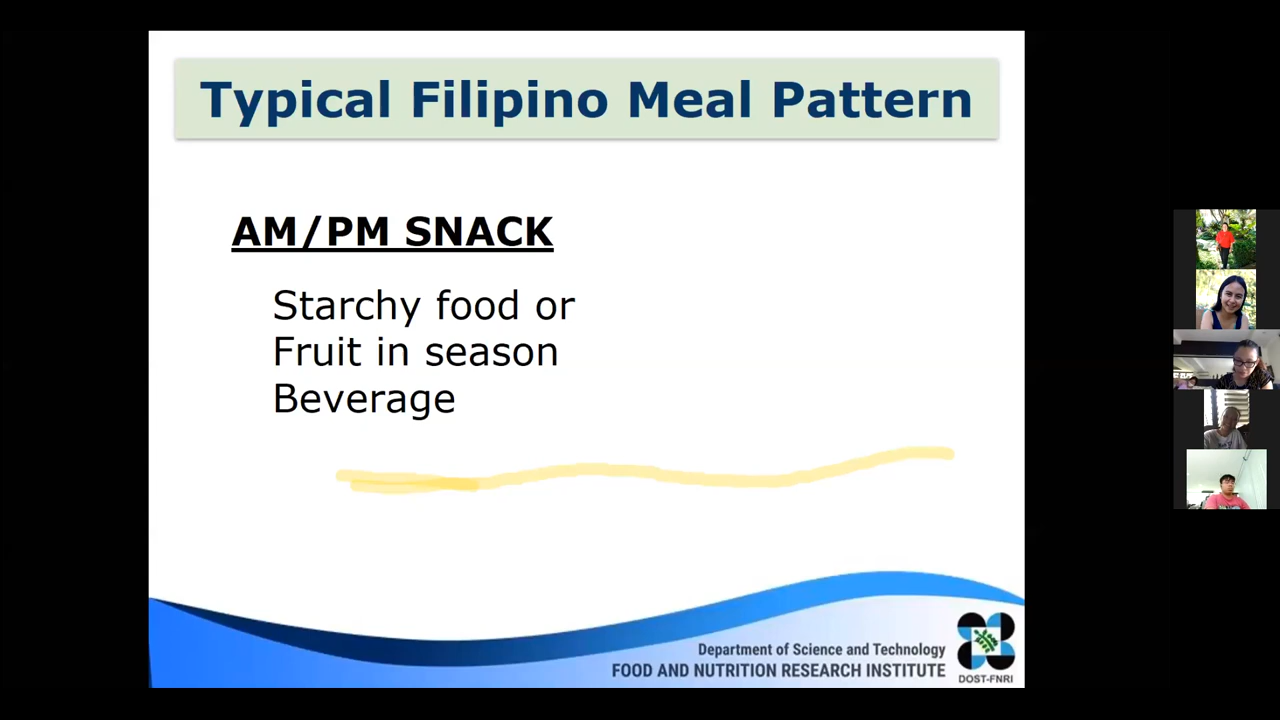 Typical Filipino Meal Pattern
AM/PM SNACK
Starchy food or
Fruit in season
Beverage
Department of Science and Technology
FOOD AND NUTRITION RESEARCH INSTITUTE
DOST-FNRI